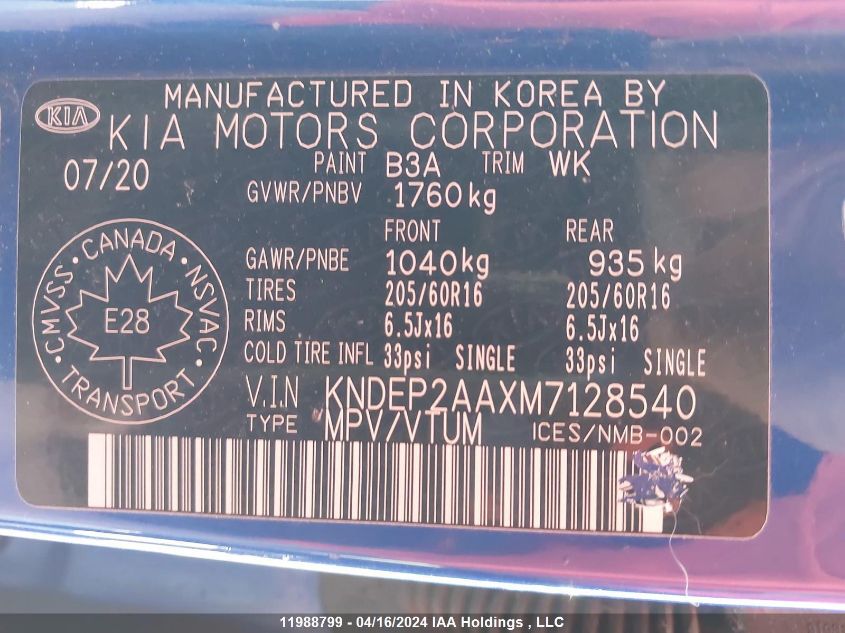 MANUFACTURED IN KOREA BY
KIA
KIA MOTORS CORPORATION
07/20 PAINT B3A TRIM WK
GVWR/PNBV 1760kg
FRONT REAR
GAWR/PNBE 1040kg 935kg
TIRES 205/60R16 205/60R16
RIMS 6.5Jx16 6.5Jx16
COLD TIRE INFL 33psi SINGLE 33psi SINGLE
V.I.N KNDEP2AAXM7128540
TYPE MPV/VTUM ICES/NMB-002
CMVSS • CANADA • NSVAC • TRANSPORT •
E28
11988799 - 04/16/2024 IAA Holdings , LLC